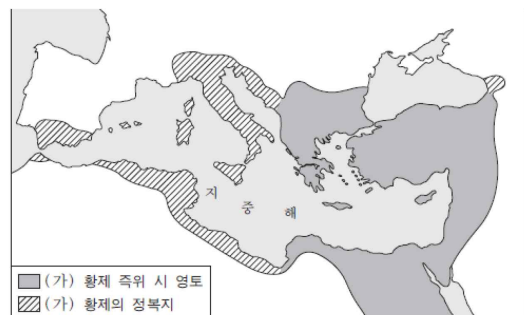 지 중 해
(가) 황제 즉위 시 영토
(가) 황제의 정복지